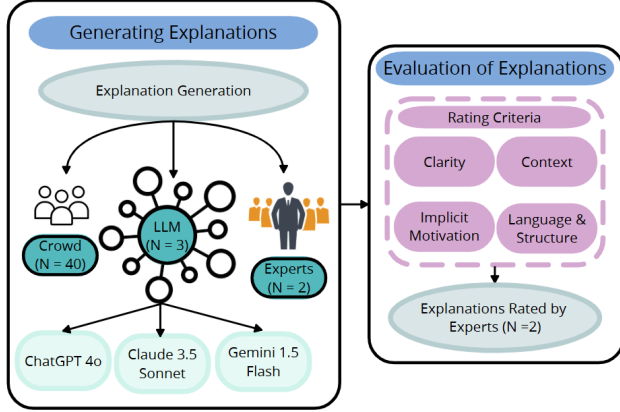 Generating Explanations
Explanation Generation
Crowd
(N = 40)
LLM
(N = 3)
Experts
(N = 2)
ChatGPT 4o
Claude 3.5
Sonnet
Gemini 1.5
Flash
Evaluation of Explanations
Rating Criteria
Clarity
Context
Implicit
Motivation
Language &
Structure
Explanations Rated by
Experts (N =2)